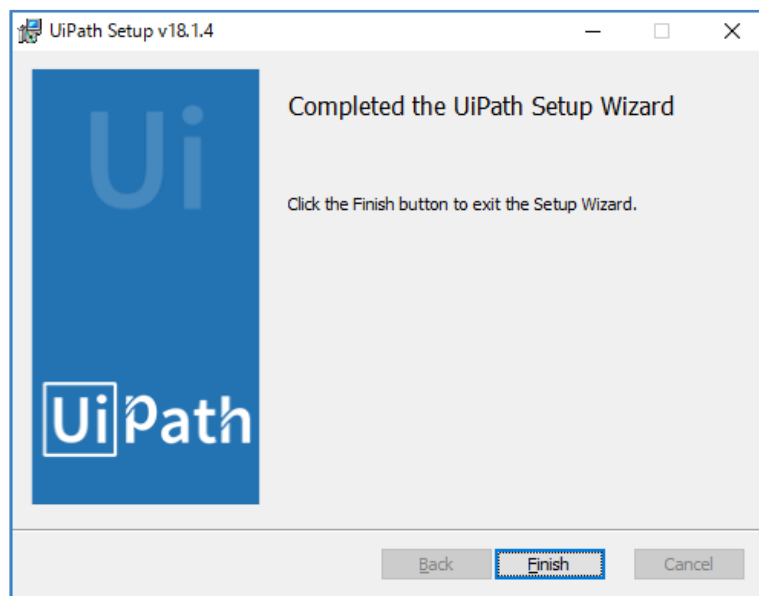 UiPath Setup v18.1.4
Ui
UiPath
Completed the UiPath Setup Wizard
Click the Finish button to exit the Setup Wizard.
Back
Finish
Cancel